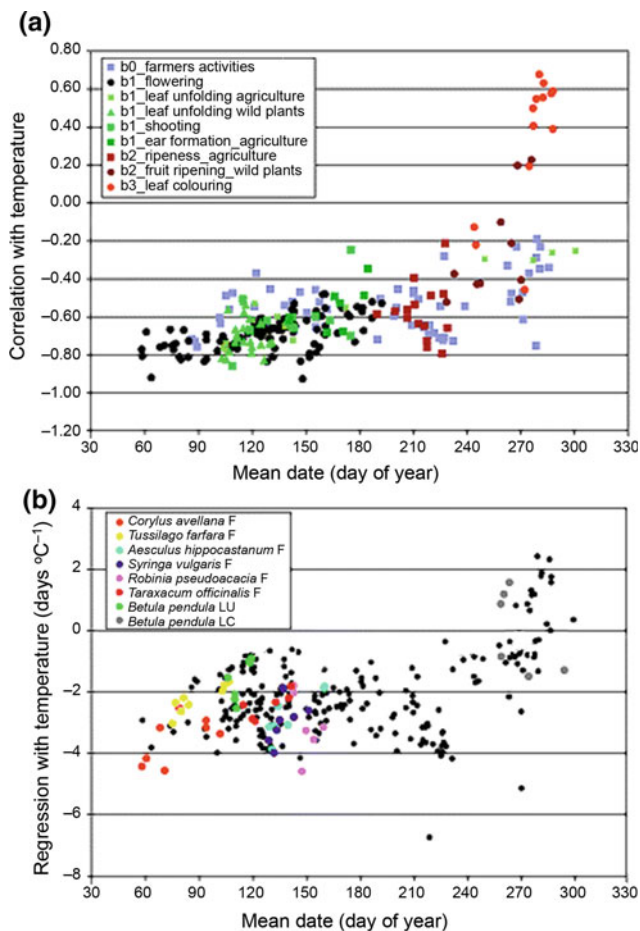 (a)
0.80
0.60
0.40
0.20
0.00
–0.20
–0.40
–0.60
–0.80
–1.00
–1.20
Correlation with temperature
b0_farmers activities
b1_flowering
b1_leaf unfolding agriculture
b1_leaf unfolding wild plants
b1_shooting
b1_ear formation_agriculture
b2_ripeness_agriculture
b2_fruit ripening_wild plants
b3_leaf colouring
30 60 90 120 150 180 210 240 270 300 330
Mean date (day of year)
(b)
4
2
0
–2
–4
–6
–8
Regression with temperature (days ºC⁻¹)
Corylus avellana F
Tussilago farfara F
Aesculus hippocastanum F
Syringa vulgaris F
Robinia pseudoacacia F
Taraxacum officinalis F
Betula pendula LU
Betula pendula LC
30 60 90 120 150 180 210 240 270 300 330
Mean date (day of year)